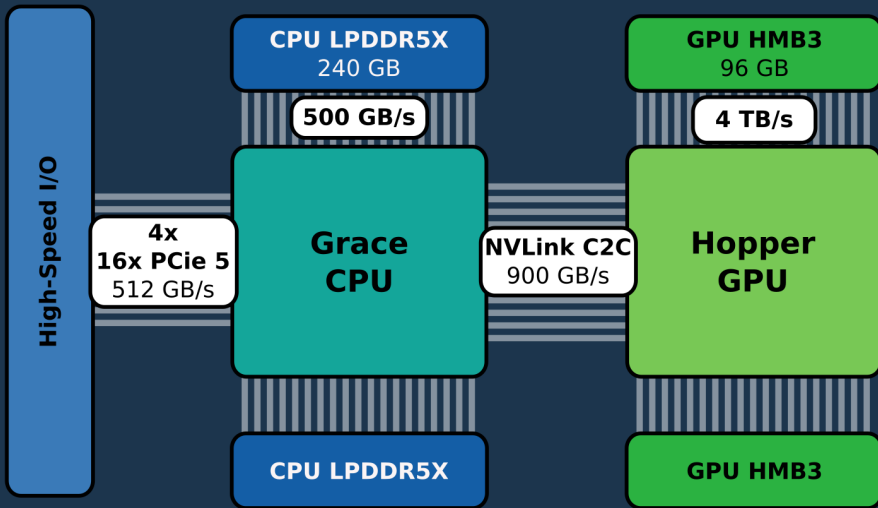 High-Speed I/O
CPU LPDDR5X
240 GB
500 GB/s
GPU HMB3
96 GB
4 TB/s
4x
16x PCie 5
512 GB/s
Grace
CPU
NVLink C2C
900 GB/s
Hopper
GPU
CPU LPDDR5X
GPU HMB3